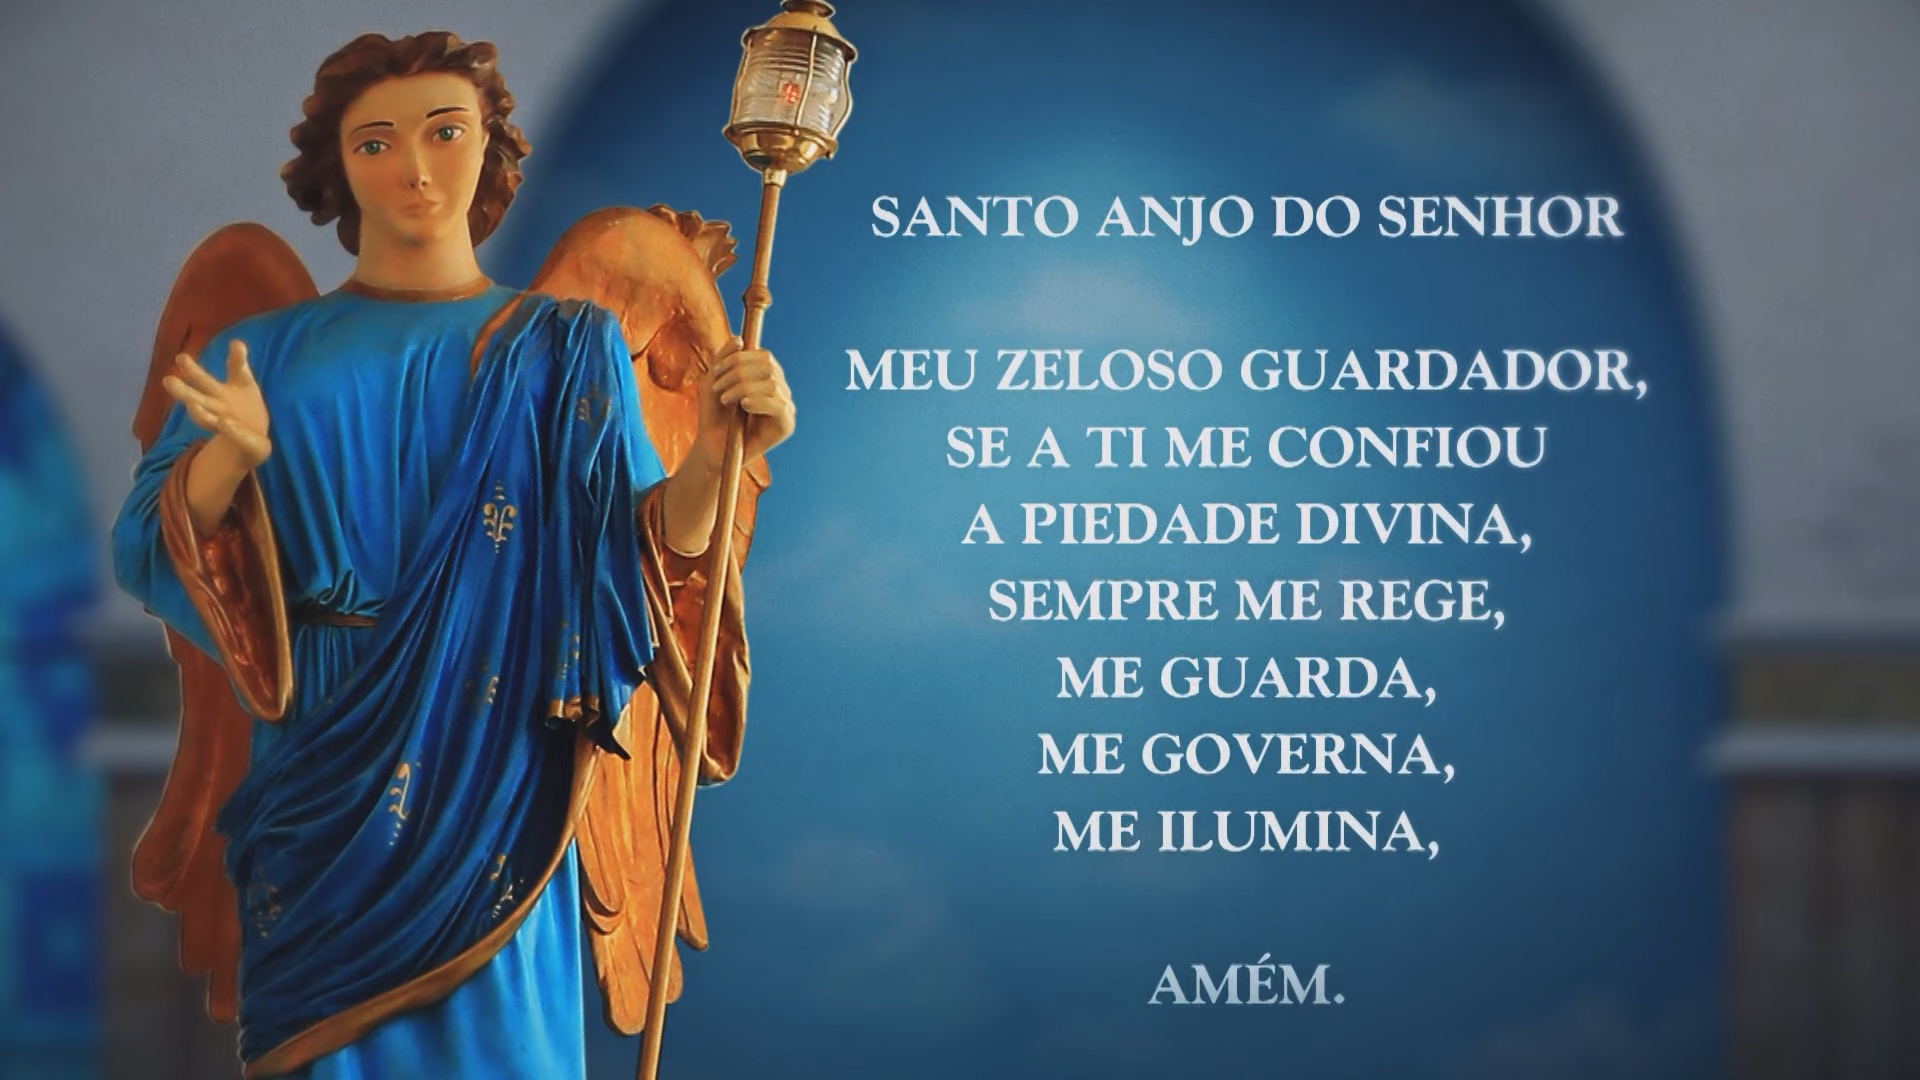 SANTO ANJO DO SENHOR
MEU ZELOSO GUARDADOR,
SE A TI ME CONFIOU
A PIEDADE DIVINA,
SEMPRE ME REGE,
ME GUARDA,
ME GOVERNA,
ME ILUMINA,
AMÉM.